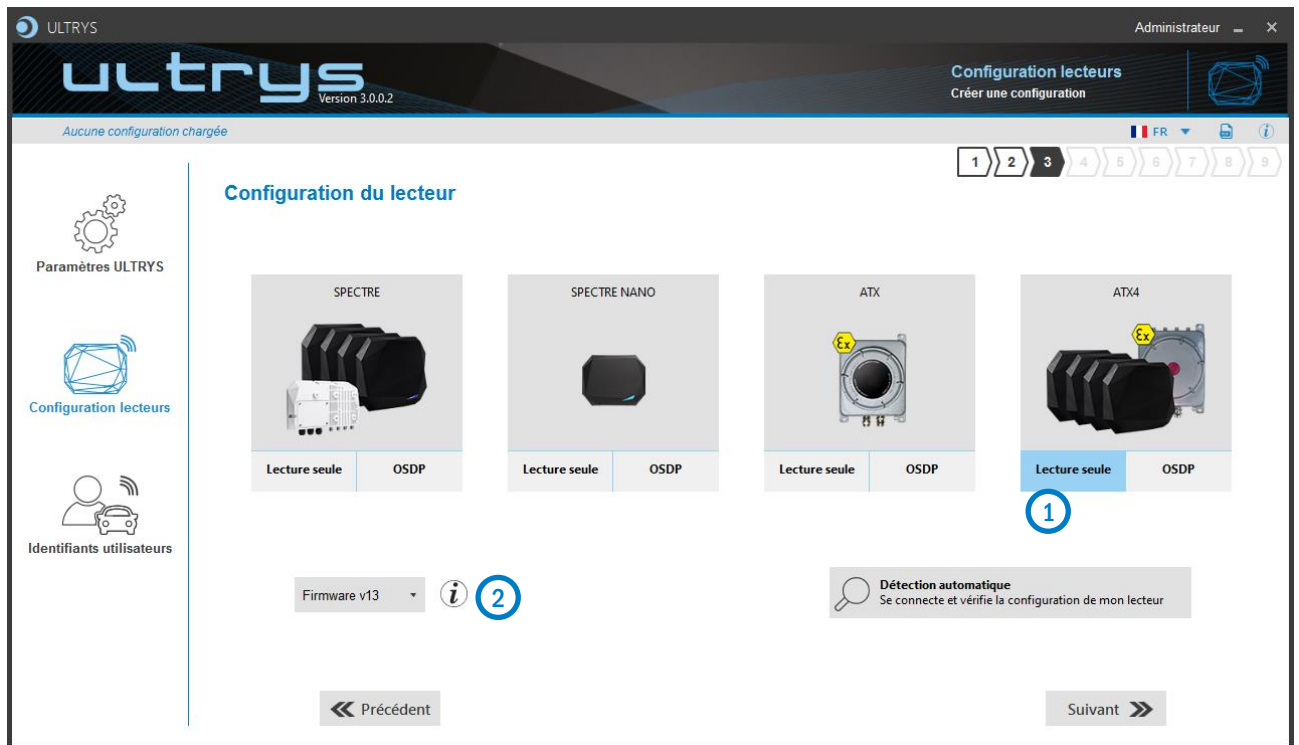 ULTRYS
Administrateur
ultrys
Version 3.0.0.2
Configuration lecteurs
Créer une configuration
Aucune configuration chargée
FR
1 2 3 4 5 6 7 8 9
Configuration du lecteur
Paramètres ULTRYS
Configuration lecteurs
Identifiants utilisateurs
SPECTRE
SPECTRE NANO
ATX
ATX4
Ex
Ex
Lecture seule OSDP
Lecture seule OSDP
Lecture seule OSDP
Lecture seule OSDP
1
Firmware v13
i
2
Détection automatique
Se connecte et vérifie la configuration de mon lecteur
Précédent
Suivant